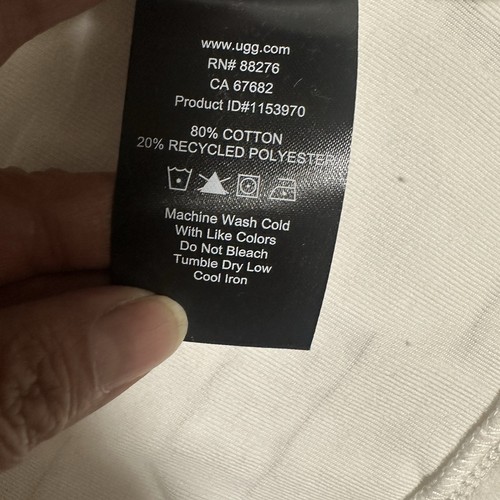 www.ugg.com
RN# 88276
CA 67682
Product ID#1153970
80% COTTON
20% RECYCLED POLYESTER
Machine Wash Cold
With Like Colors
Do Not Bleach
Tumble Dry Low
Cool Iron